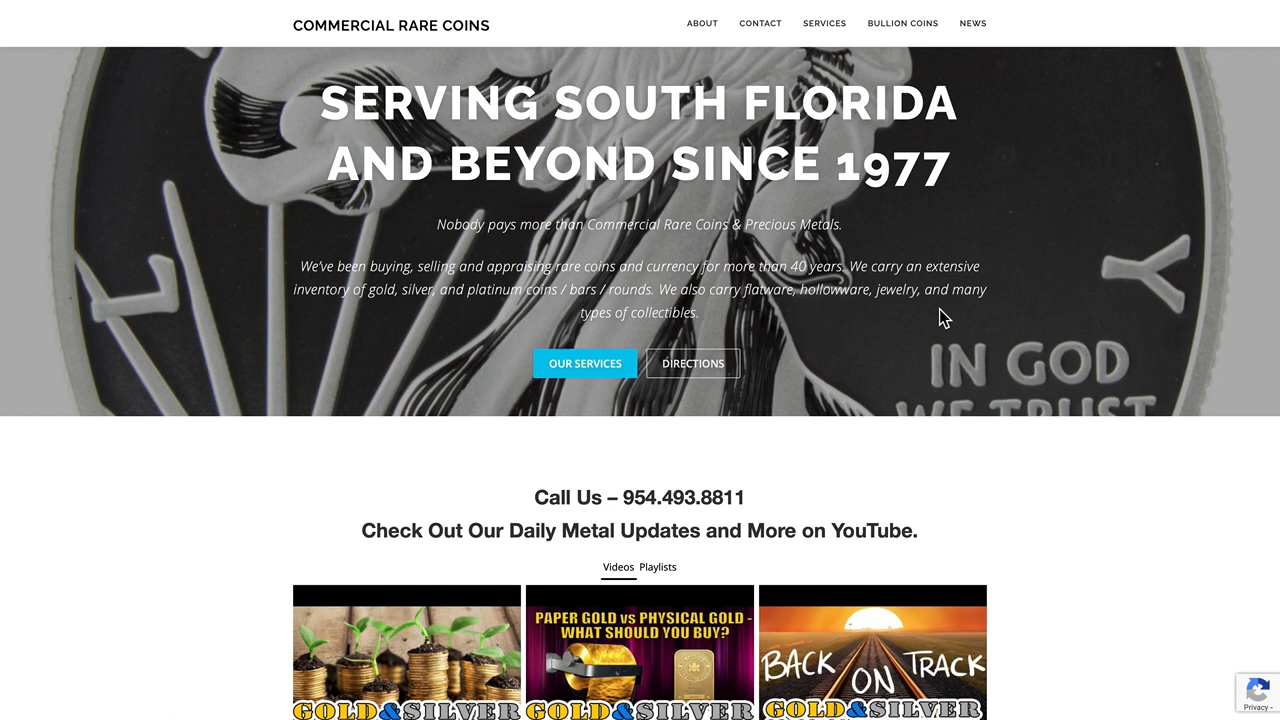 COMMERCIAL RARE COINS
ABOUT
CONTACT
SERVICES
BULLION COINS
NEWS
SERVING SOUTH FLORIDA
AND BEYOND SINCE 1977
Nobody pays more than Commercial Rare Coins & Precious Metals.
We've been buying, selling and appraising rare coins and currency for more than 40 years. We carry an extensive
inventory of gold, silver, and platinum coins / bars / rounds. We also carry flatware, hollowware, jewelry, and many
types of collectibles.
OUR SERVICES
DIRECTIONS
L
Y
IN GOD
WE TRUST
Call Us – 954.493.8811
Check Out Our Daily Metal Updates and More on YouTube.
Videos
Playlists
GOLD&SILVER
PAPER GOLD vs PHYSICAL GOLD -
WHAT SHOULD YOU BUY?
GOLD&SILVER
BACK ON TRACK
GOLD&SILVER
Privacy -